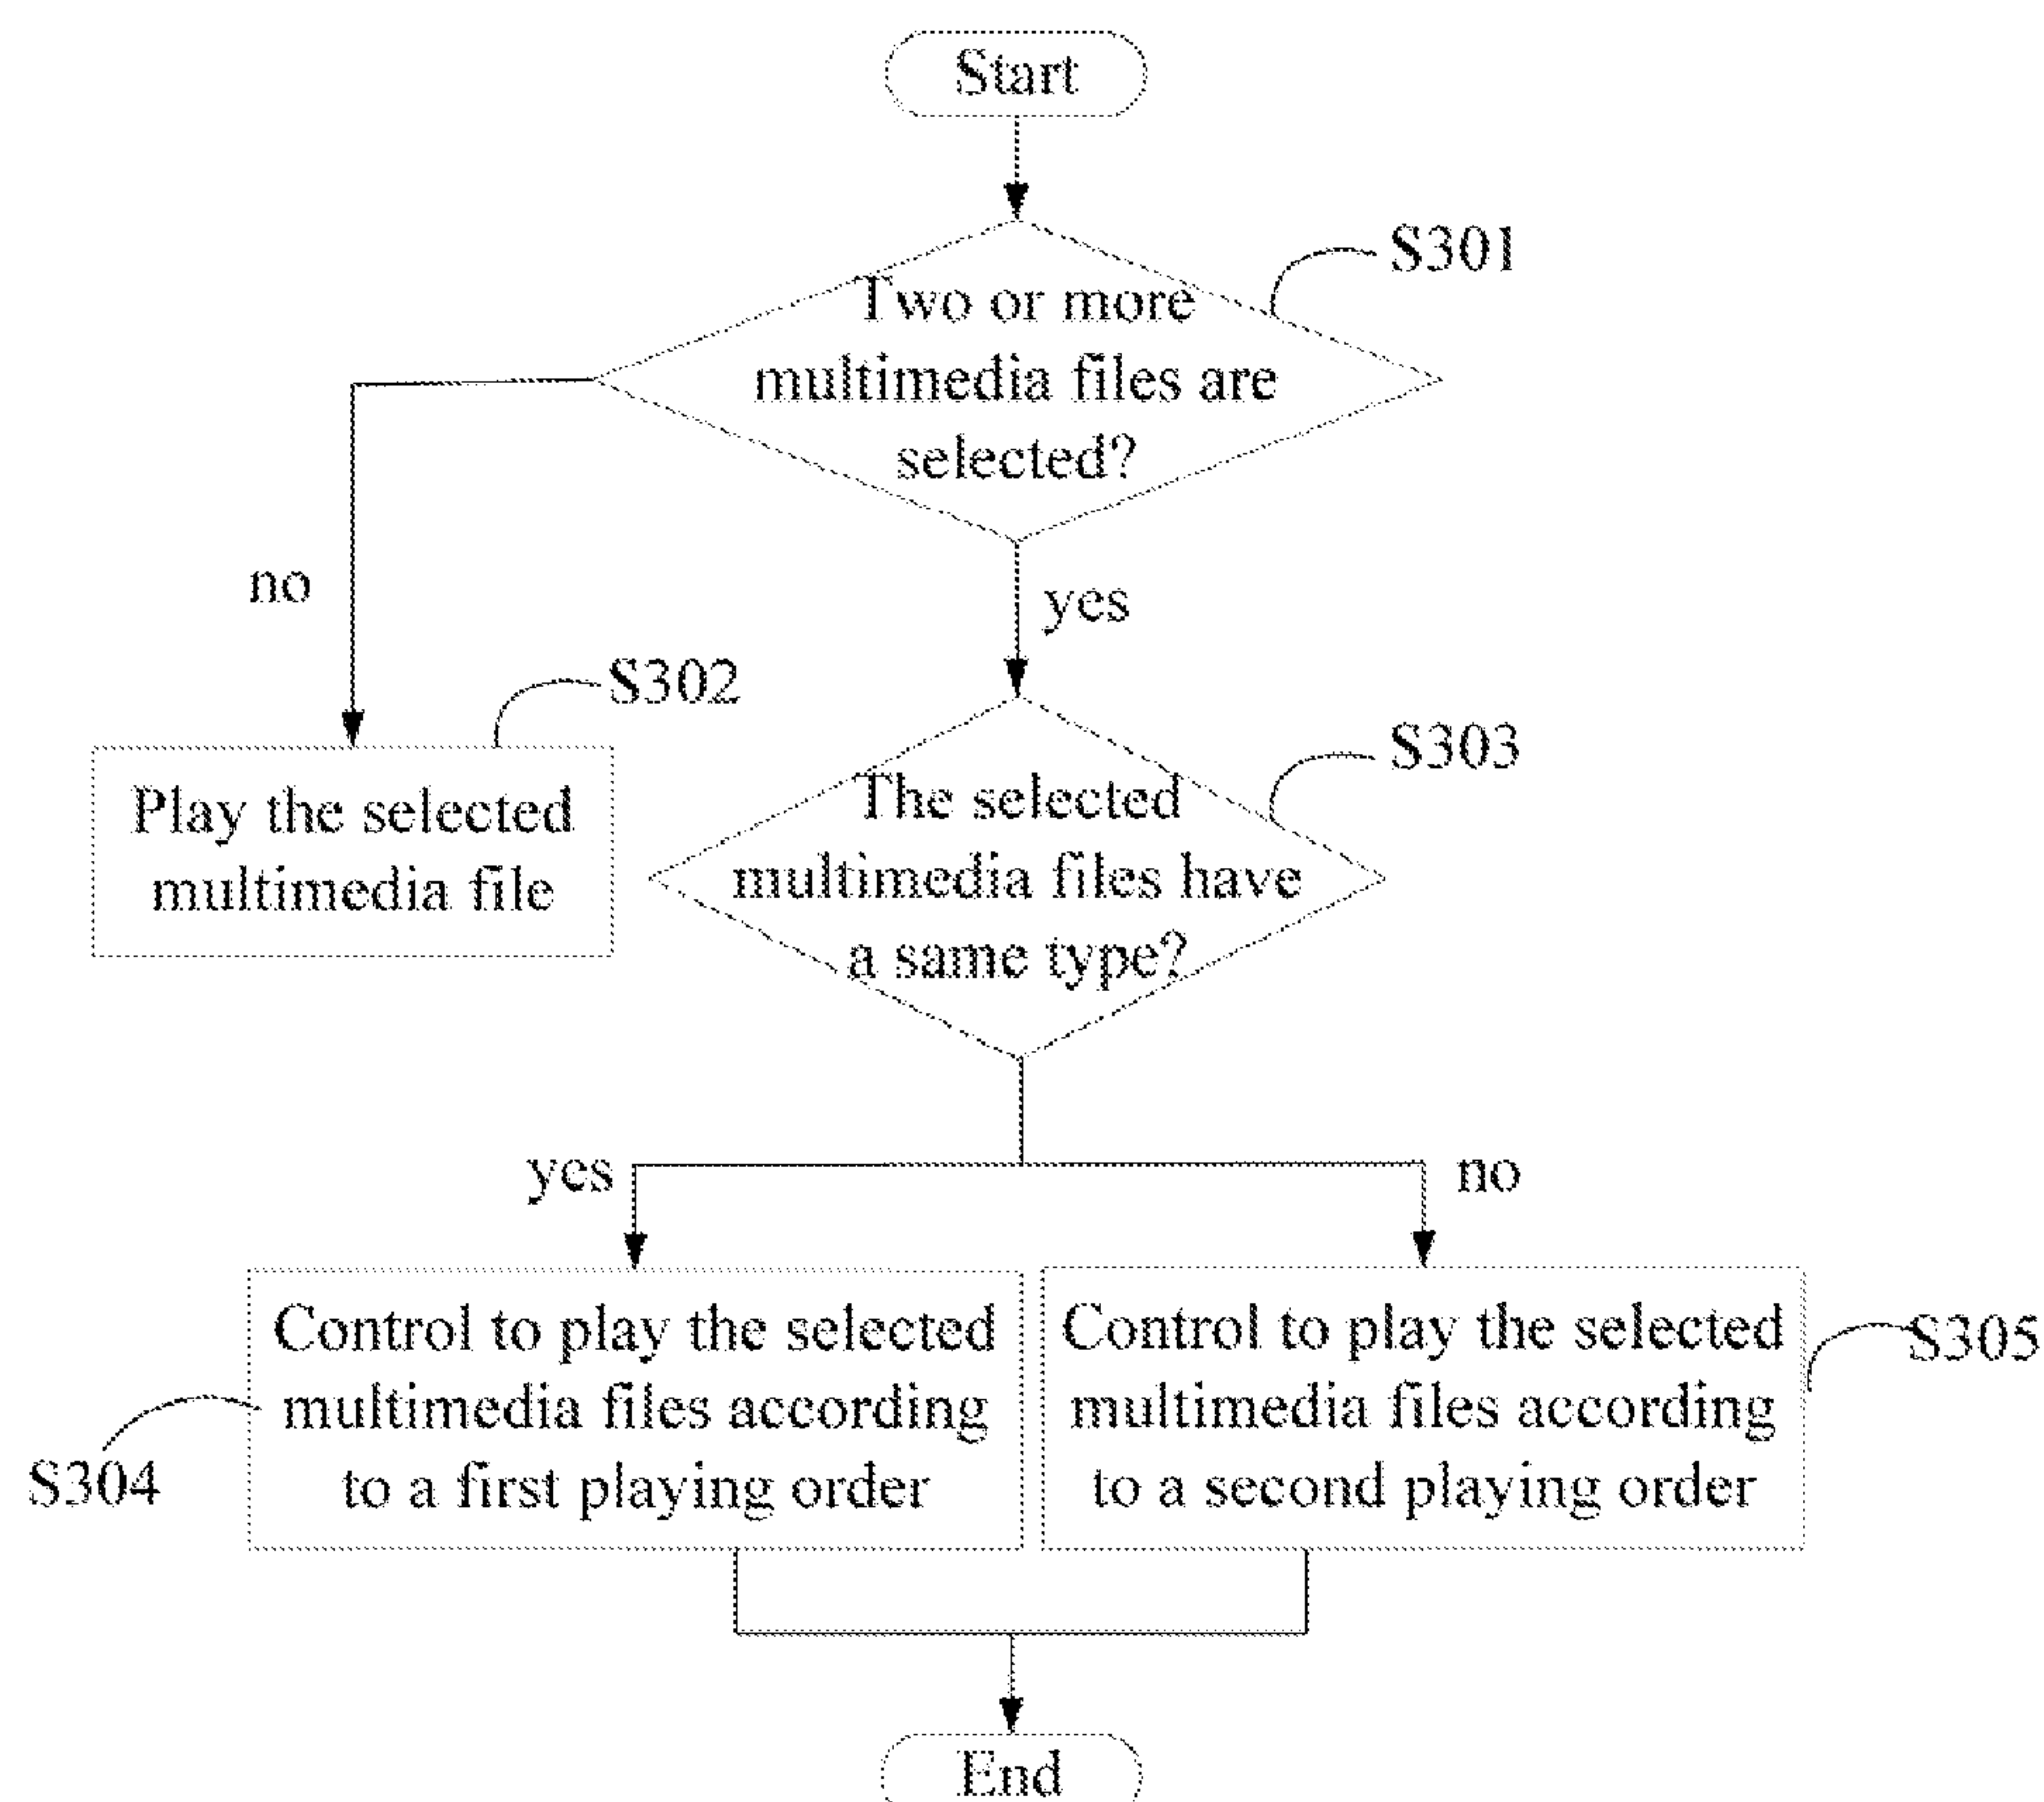 Start
S301
Two or more
multimedia files are
selected?
no
yes
S302
Play the selected
multimedia file
S303
The selected
multimedia files have
a same type?
yes
no
Control to play the selected
multimedia files according
to a first playing order
S304
Control to play the selected
multimedia files according
to a second playing order
S305
End